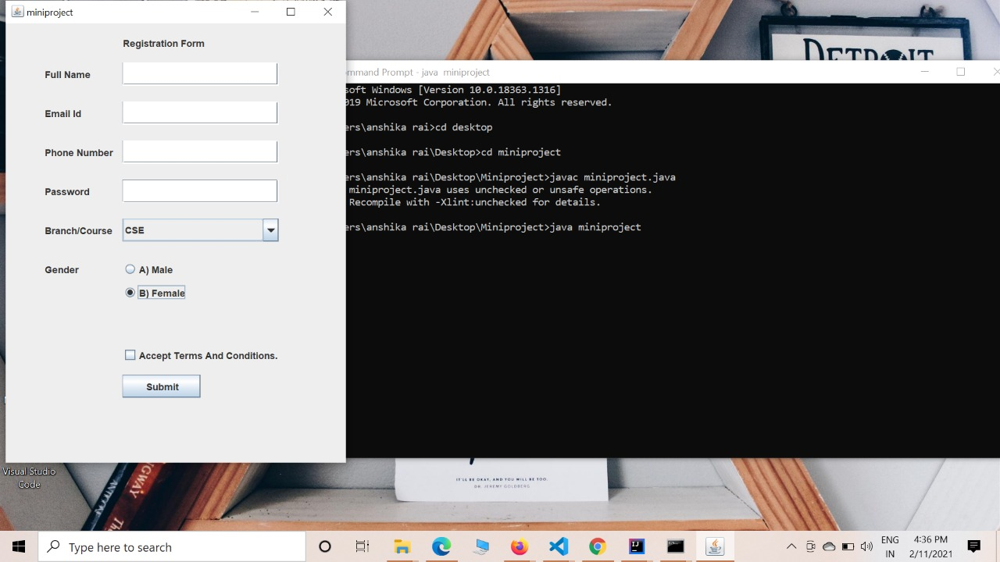 miniproject
Registration Form
Full Name
Email Id
Phone Number
Password
Branch/Course CSE
Gender A) Male
B) Female
Accept Terms And Conditions.
Submit
DETROIT
mmand Prompt - java miniproject
soft Windows [Version 10.0.18363.1316]
019 Microsoft Corporation. All rights reserved.
ers\anshika rai>cd desktop
ers\anshika rai\Desktop>cd miniproject
ers\anshika rai\Desktop\Miniproject>javac miniproject.java
miniproject.java uses unchecked or unsafe operations.
Recompile with -Xlint:unchecked for details.
ers\anshika rai\Desktop\Miniproject>java miniproject
Visual Studio
Code
IT'LL BE OKAY, AND YOU WILL BE TOO.
DR. JEREMY GOLDBERG
Type here to search
IJ
ENG
IN
4:36 PM
2/11/2021